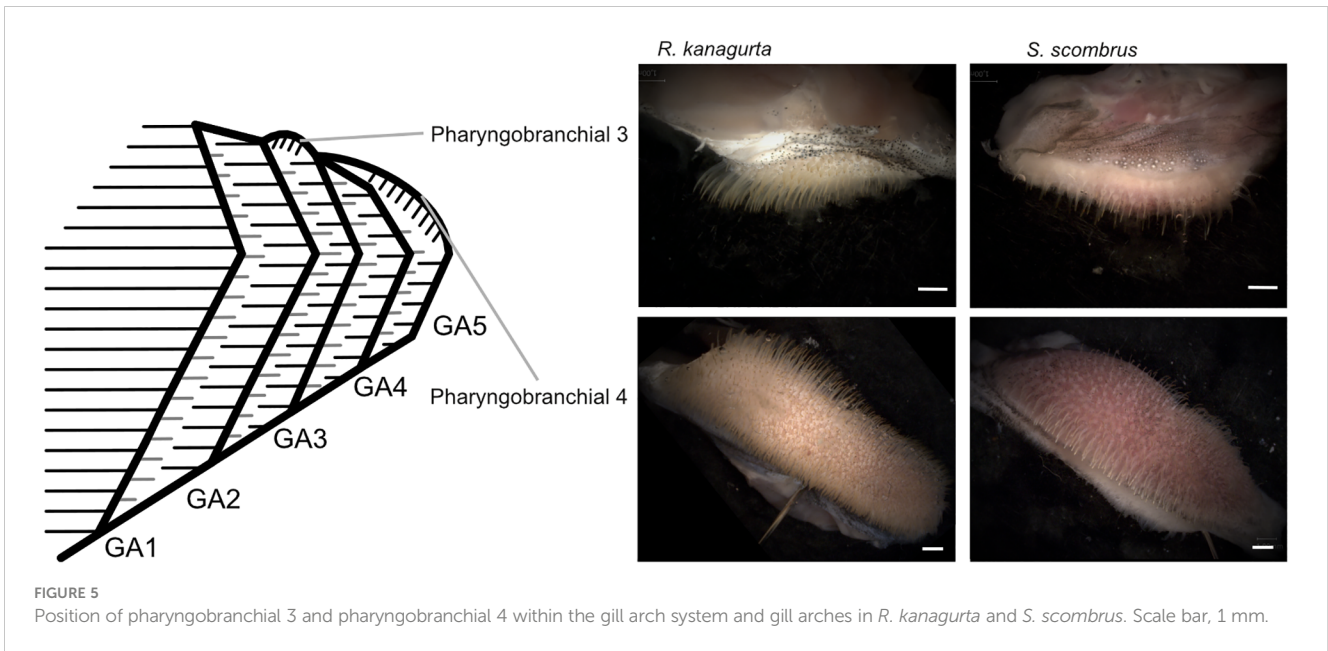 R. kanagurta
S. scombrus
Pharyngobranchial 3
GA5
Pharyngobranchial 4
GA4
GA3
GA2
GA1
FIGURE 5
Position of pharyngobranchial 3 and pharyngobranchial 4 within the gill arch system and gill arches in R. kanagurta and S. scombrus. Scale bar, 1 mm.